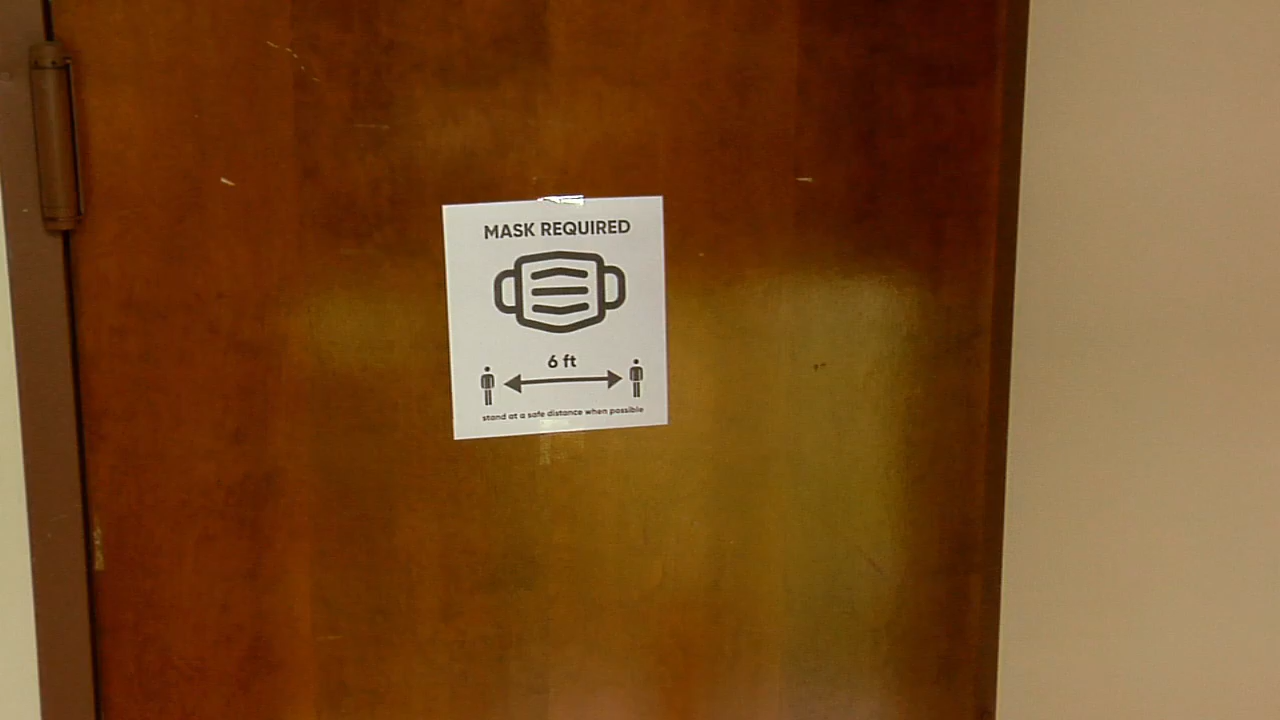 MASK REQUIRED
6 ft
stand at a safe distance when possible